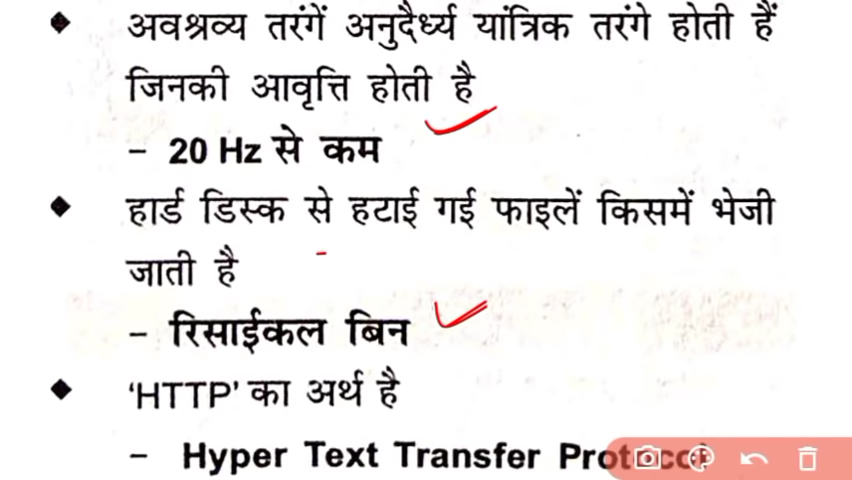 ◆ अवश्रव्य तरंगें अनुदैर्ध्य यांत्रिक तरंगे होती हैं
जिनकी आवृत्ति होती है
– 20 Hz से कम
◆ हार्ड डिस्क से हटाई गई फाइलें किसमें भेजी
जाती है
– रिसाईकल बिन
◆ ‘HTTP’ का अर्थ है
– Hyper Text Transfer Protocol